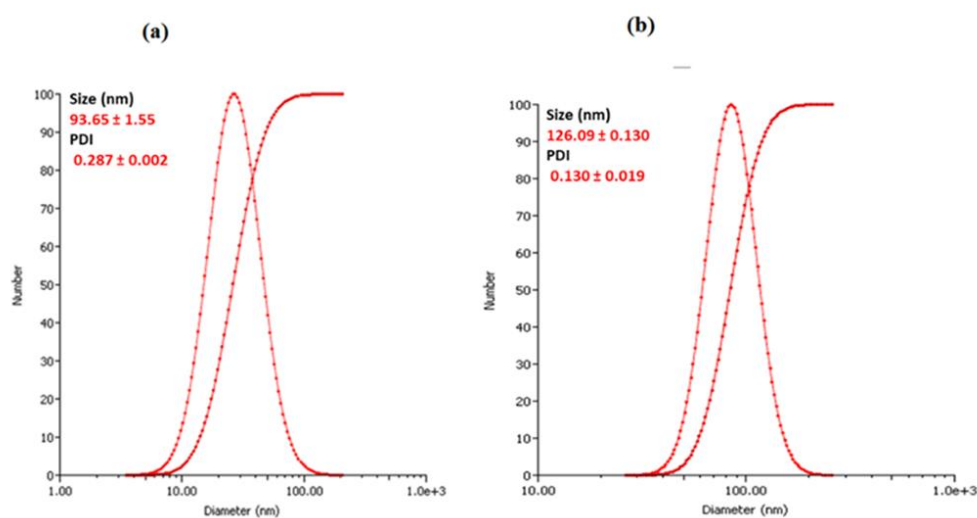 (a)
Size (nm)
93.65 ± 1.55
PDI
0.287 ± 0.002
100
90
80
70
60
50
40
30
20
10
0
Number
1.00
10.00
100.00
1.0e+3
Diameter (nm)
(b)
Size (nm)
126.09 ± 0.130
PDI
0.130 ± 0.019
100
90
80
70
60
50
40
30
20
10
0
Number
10.00
100.00
1.0e+3
Diameter (nm)